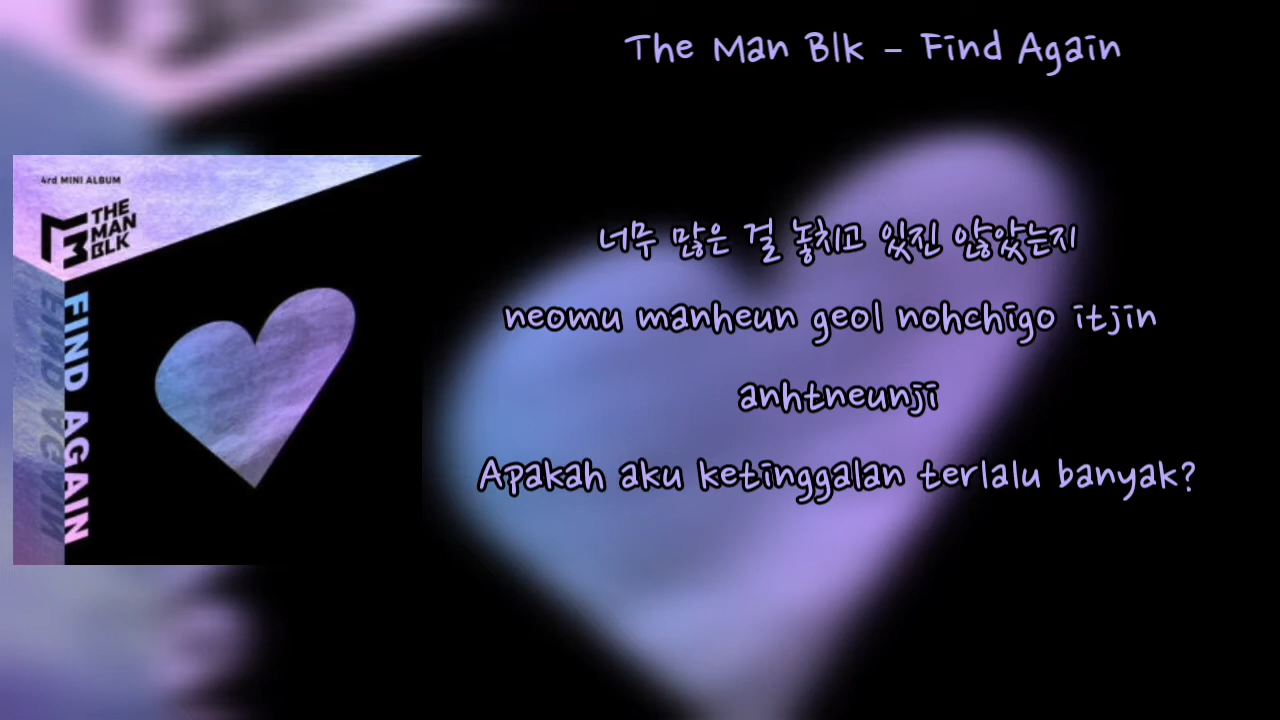 The Man Blk - Find Again
4rd MINI ALBUM
THE
MAN
BLK
FIND AGAIN
FIND AGAIN
너무 많은 걸 놓치고 있진 않았는지
neomu manheun geol nohchigo itjin
anhtneunji
Apakah aku ketinggalan terlalu banyak?